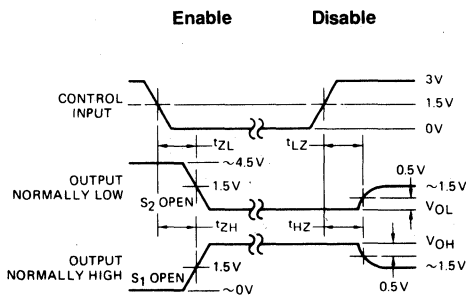 Enable Disable
CONTROL INPUT
3V
1.5V
0V
tZL tLZ
~4.5V
0.5V
OUTPUT NORMALLY LOW
1.5V
~1.5V
S2 OPEN
VOL
tZH tHZ
VOH
OUTPUT NORMALLY HIGH
S1 OPEN
1.5V
~1.5V
~0V
0.5V